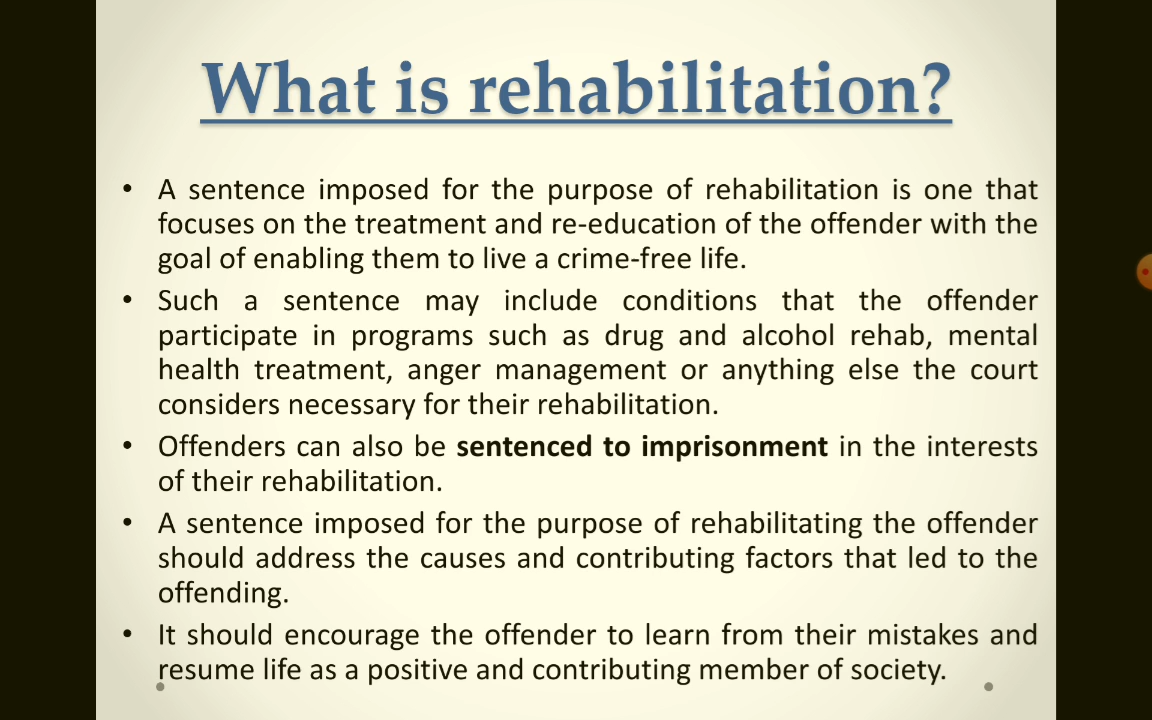 What is rehabilitation?
• A sentence imposed for the purpose of rehabilitation is one that
focuses on the treatment and re-education of the offender with the
goal of enabling them to live a crime-free life.
• Such a sentence may include conditions that the offender
participate in programs such as drug and alcohol rehab, mental
health treatment, anger management or anything else the court
considers necessary for their rehabilitation.
• Offenders can also be sentenced to imprisonment in the interests
of their rehabilitation.
• A sentence imposed for the purpose of rehabilitating the offender
should address the causes and contributing factors that led to the
offending.
• It should encourage the offender to learn from their mistakes and
resume life as a positive and contributing member of society.